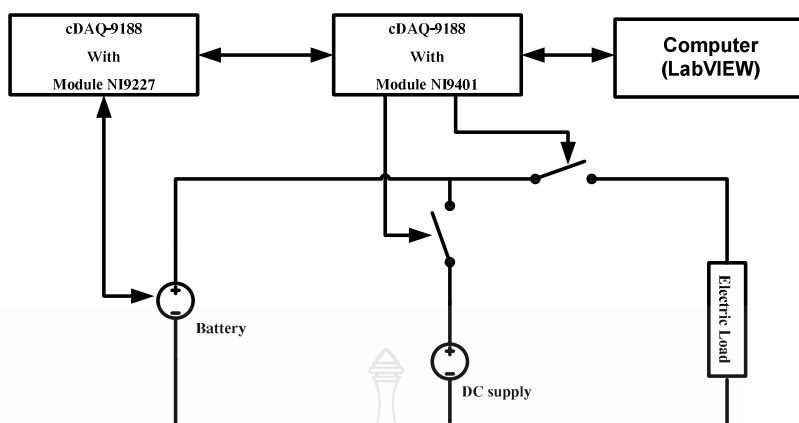 cDAQ-9188
With
Module NI9227
cDAQ-9188
With
Module NI9401
Computer
(LabVIEW)
Battery
DC supply
Electric Load